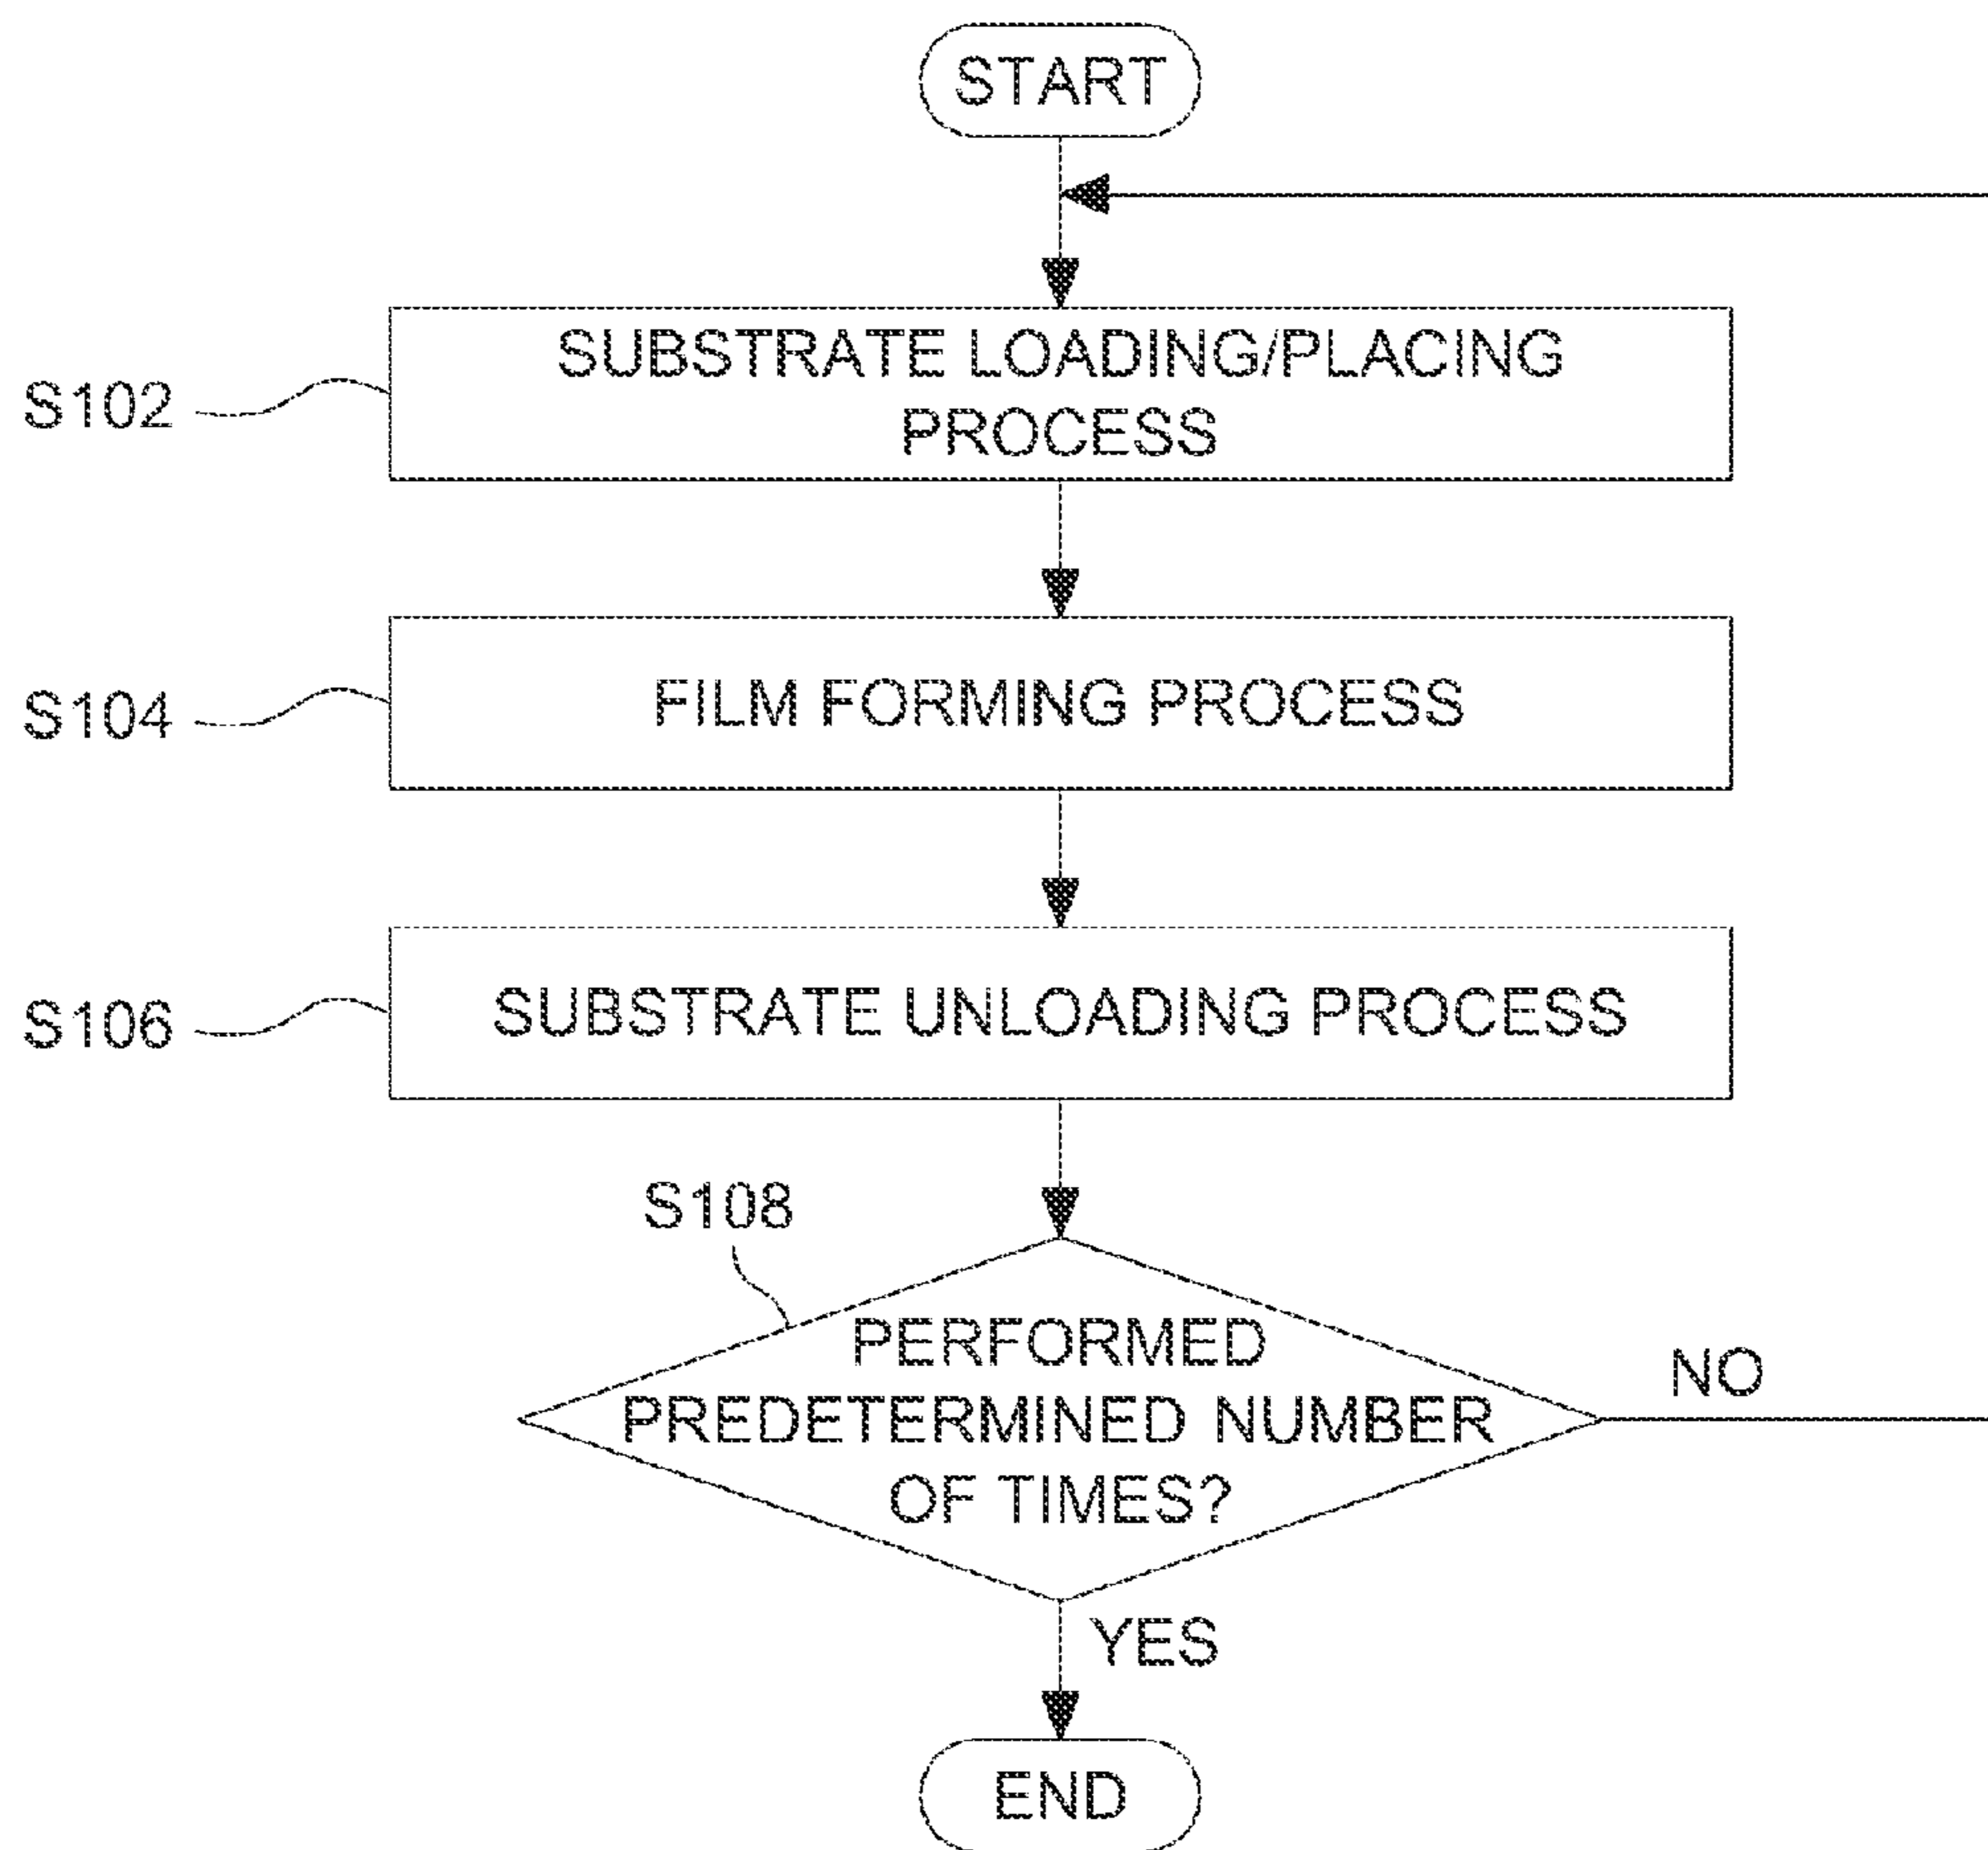 START
SUBSTRATE LOADING/PLACING
PROCESS
S102
FILM FORMING PROCESS
S104
SUBSTRATE UNLOADING PROCESS
S106
S108
PERFORMED
PREDETERMINED NUMBER
OF TIMES?
NO
YES
END